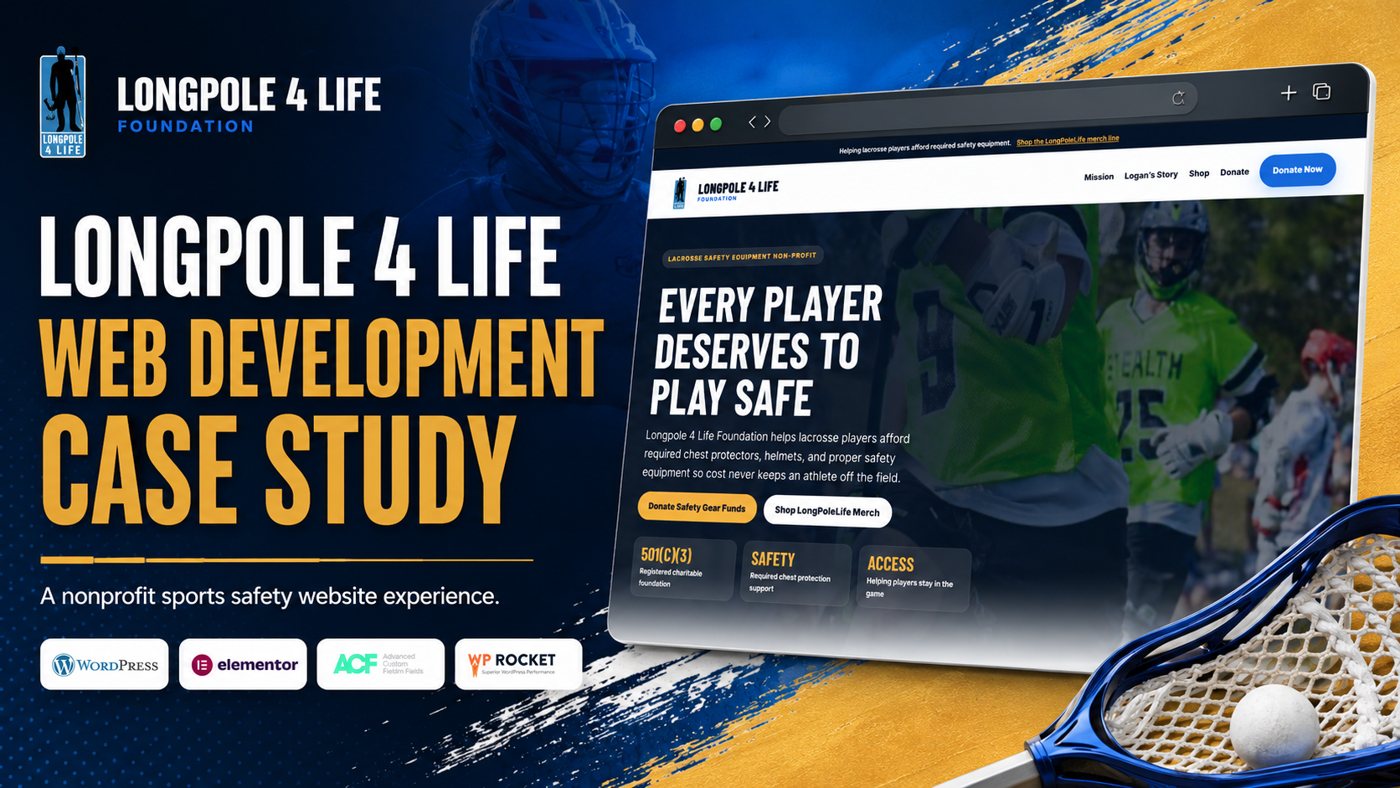 LONGPOLE 4 LIFE
FOUNDATION
LONGPOLE
4 LIFE
LONGPOLE 4 LIFE
WEB DEVELOPMENT
CASE STUDY
A nonprofit sports safety website experience.
WORDPRESS
elementor
ACF
Advanced
Custom
Fieldm Fields
WP ROCKET
Superior WordPress Performance
Helping lacrosse players afford required safety equipment. Shop the LongPoleLife merch line
LONGPOLE 4 LIFE
FOUNDATION
Mission
Logan's Story
Shop
Donate
Donate Now
LACROSSE SAFETY EQUIPMENT NON-PROFIT
EVERY PLAYER
DESERVES TO
PLAY SAFE
Longpole 4 Life Foundation helps lacrosse players afford
required chest protectors, helmets, and proper safety
equipment so cost never keeps an athlete off the field.
Donate Safety Gear Funds
Shop LongPoleLife Merch
501(C)(3)
Registered charitable
foundation
SAFETY
Required chest protection
support
ACCESS
Helping players stay in the
game
9
1
STEALTH
25